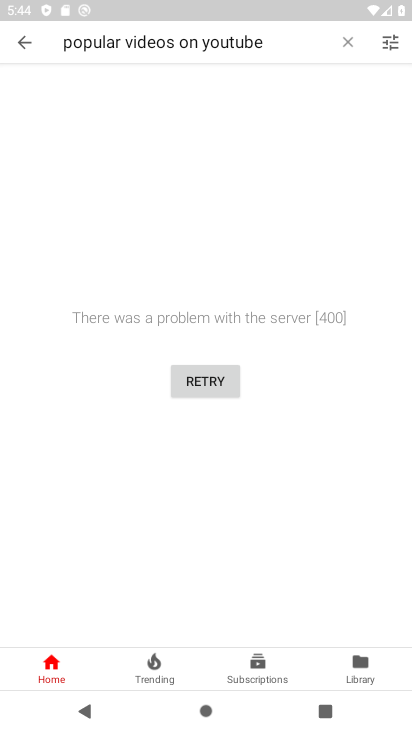 5:44
popular videos on youtube
There was a problem with the server [400]
RETRY
Home
Trending
Subscriptions
Library